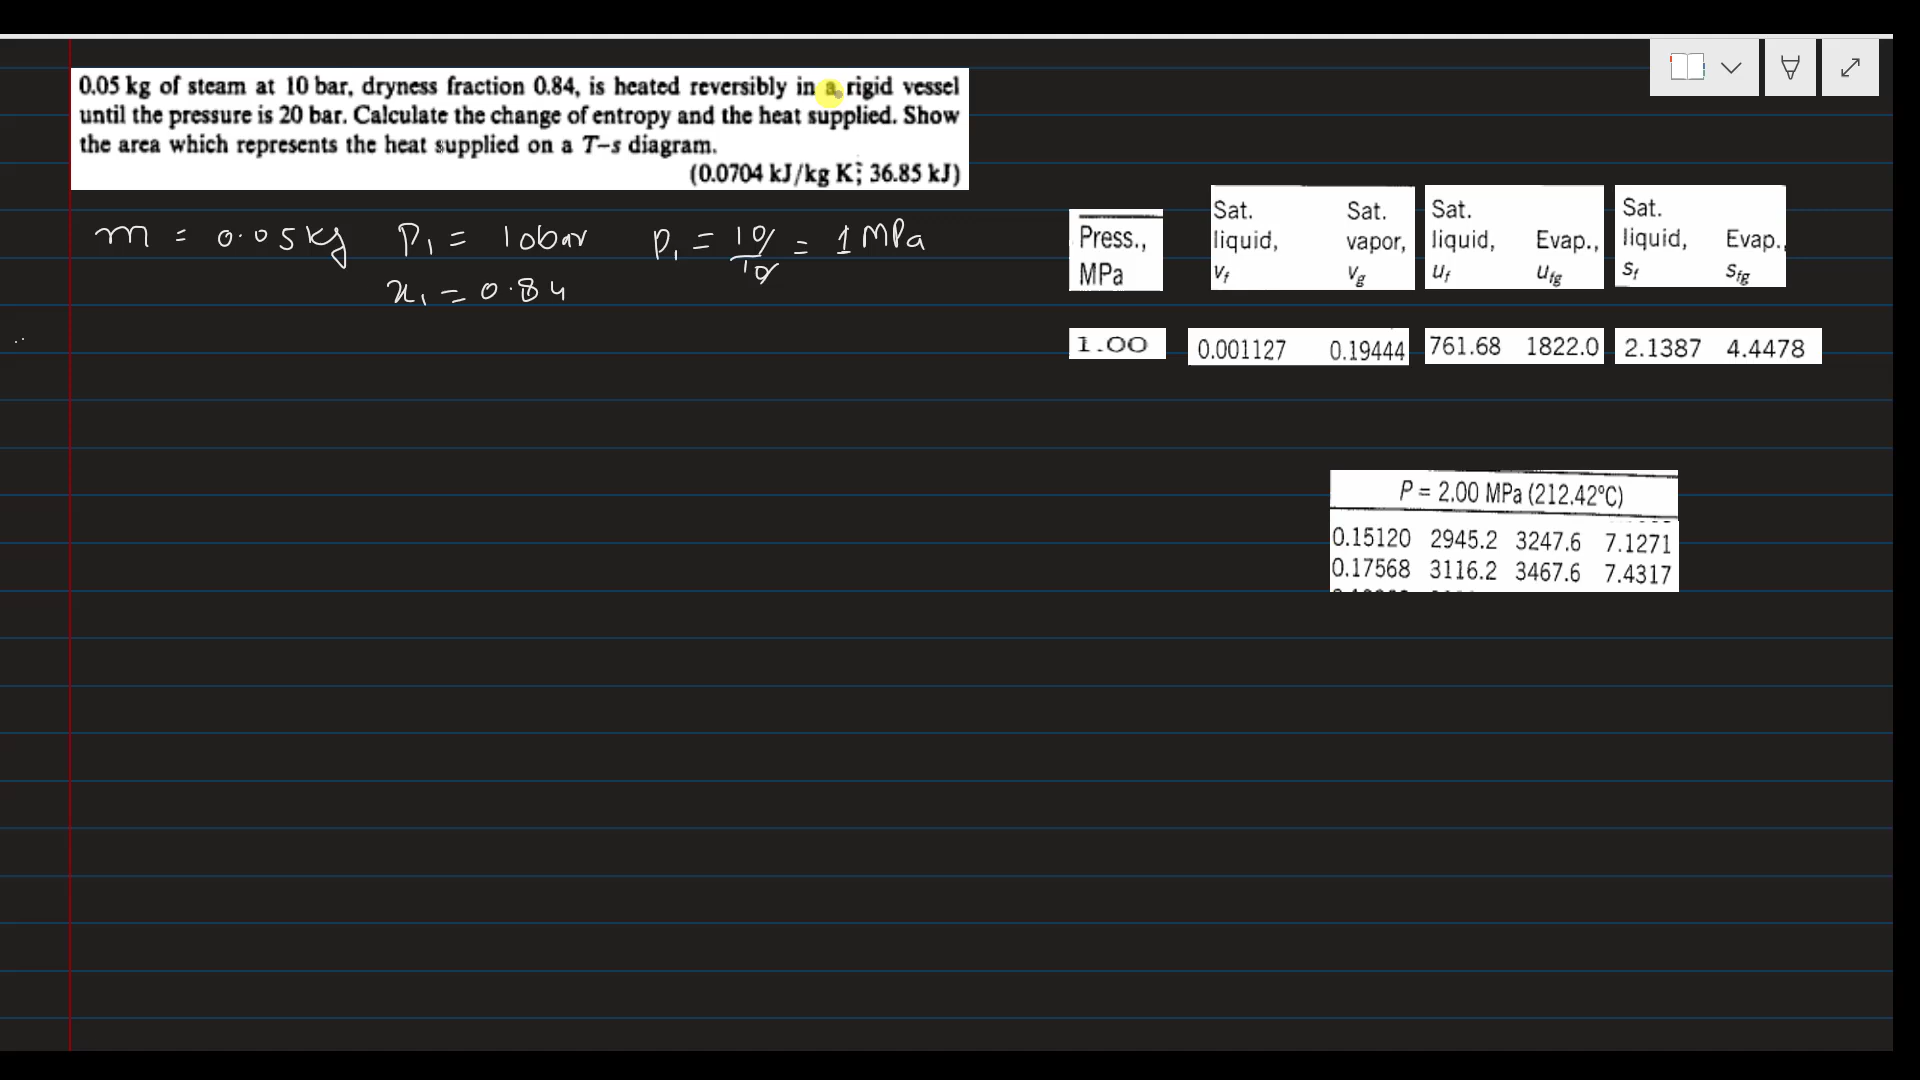 0.05 kg of steam at 10 bar, dryness fraction 0.84, is heated reversibly in a rigid vessel
until the pressure is 20 bar. Calculate the change of entropy and the heat supplied. Show
the area which represents the heat supplied on a T–s diagram.
(0.0704 kJ/kg K; 36.85 kJ)
m = 0.05 kg P₁ = 10bar P₁ = 10/10 = 1 MPa
x₁ = 0.84
Press.,
MPa
Sat. Sat.
liquid, vapor,
vf vg
Sat.
liquid, Evap.,
uf ufg
Sat.
liquid, Evap.,
sf sfg
1.00 0.001127 0.19444 761.68 1822.0 2.1387 4.4478
P = 2.00 MPa (212.42°C)
0.15120 2945.2 3247.6 7.1271
0.17568 3116.2 3467.6 7.4317